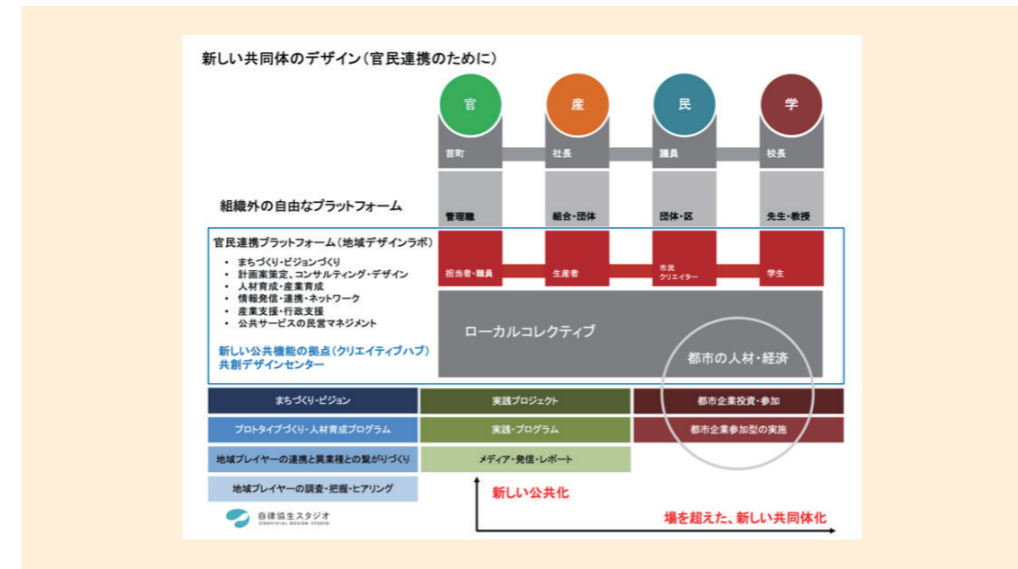 新しい共同体のデザイン(官民連携のために)
官
産
民
学
首町
社長
議員
校長
組織外の自由なプラットフォーム
管理職
組合・団体
団体・区
先生・教授
官民連携プラットフォーム(地域デザインラボ)
・ まちづくり・ビジョンづくり
・ 計画案策定、コンサルティング・デザイン
・ 人材育成・産業育成
・ 情報発信・連携・ネットワーク
・ 産業支援・行政支援
・ 公共サービスの民営マネジメント
担当者・職員
生産者
市民
クリエイター
学生
新しい公共機能の拠点(クリエイティブハブ)
共創デザインセンター
ローカルコレクティブ
都市の人材・経済
まちづくり・ビジョン
実践プロジェクト
都市企業投資・参加
プロトタイプづくり・人材育成プログラム
実践・プログラム
都市企業参加型の実施
地域プレイヤーの連携と異業種との繋がりづくり
メディア・発信・レポート
地域プレイヤーの調査・把握・ヒアリング
新しい公共化
場を超えた、新しい共同体化
自律協生スタジオ
CONVIVIAL DESIGN STUDIO